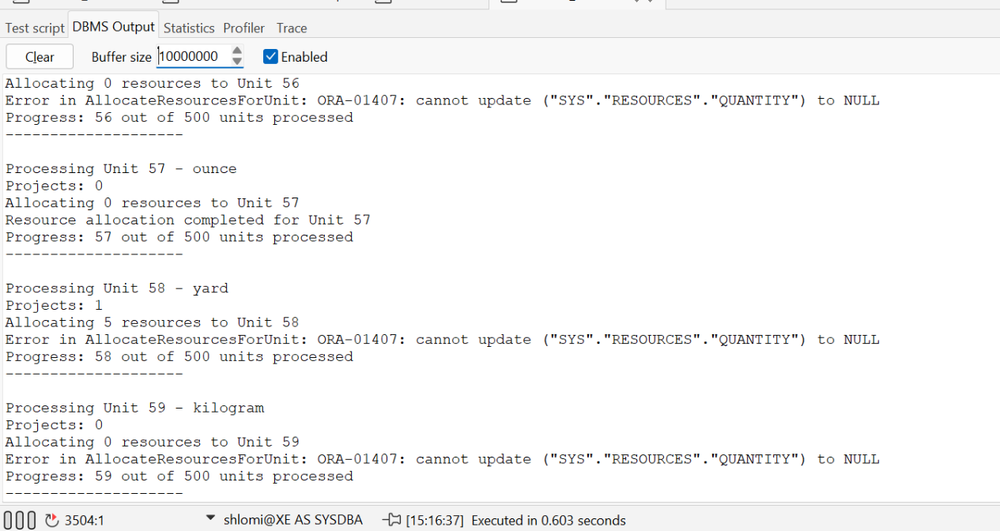 Test script DBMS Output Statistics Profiler Trace
Clear Buffer size 10000000 Enabled
Allocating 0 resources to Unit 56
Error in AllocateResourcesForUnit: ORA-01407: cannot update ("SYS"."RESOURCES"."QUANTITY") to NULL
Progress: 56 out of 500 units processed
--------------------
Processing Unit 57 - ounce
Projects: 0
Allocating 0 resources to Unit 57
Resource allocation completed for Unit 57
Progress: 57 out of 500 units processed
--------------------
Processing Unit 58 - yard
Projects: 1
Allocating 5 resources to Unit 58
Error in AllocateResourcesForUnit: ORA-01407: cannot update ("SYS"."RESOURCES"."QUANTITY") to NULL
Progress: 58 out of 500 units processed
--------------------
Processing Unit 59 - kilogram
Projects: 0
Allocating 0 resources to Unit 59
Error in AllocateResourcesForUnit: ORA-01407: cannot update ("SYS"."RESOURCES"."QUANTITY") to NULL
Progress: 59 out of 500 units processed
--------------------
3504:1 shlomi@XE AS SYSDBA [15:16:37] Executed in 0.603 seconds